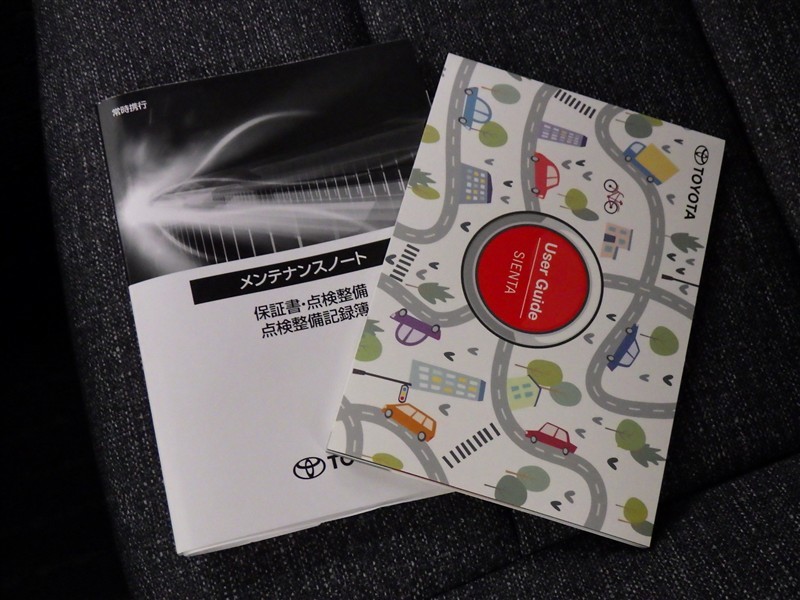 常時携行
メンテナンスノート
保証書・点検整備
点検整備記録簿
TOYOTA
User Guide
SIENTA